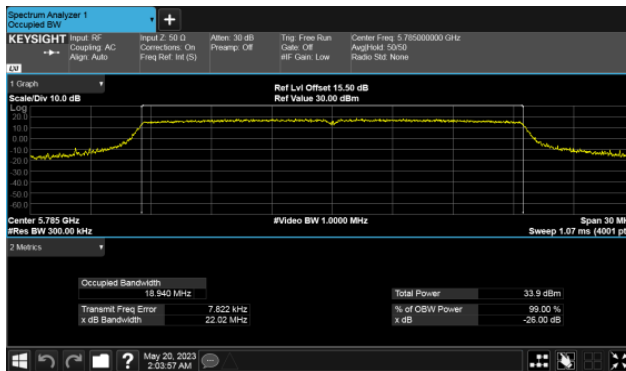 Spectrum Analyzer 1
Occupied BW
+
KEYSIGHT Input: RF Input Z: 50 Ω Atten: 30 dB Trig: Free Run Center Freq: 5.785000000 GHz
Coupling: AC Corrections: On Preamp: Off Gate: Off Avg|Hold: 50/50
Align: Auto Freq Ref: Int (S) #IF Gain: Low Radio Std: None
LXI
1 Graph
Ref Lvl Offset 15.50 dB
Scale/Div 10.0 dB Ref Value 30.00 dBm
Log
20.0
10.0
0.00
-10.0
-20.0
-30.0
-40.0
-50.0
-60.0
Center 5.785 GHz #Video BW 1.0000 MHz Span 30 MH
#Res BW 300.00 kHz Sweep 1.07 ms (4001 pt
2 Metrics
Occupied Bandwidth
18.940 MHz Total Power 33.9 dBm
Transmit Freq Error 7.822 kHz % of OBW Power 99.00 %
x dB Bandwidth 22.02 MHz x dB -26.00 dB
?
May 20, 2023
2:03:57 AM